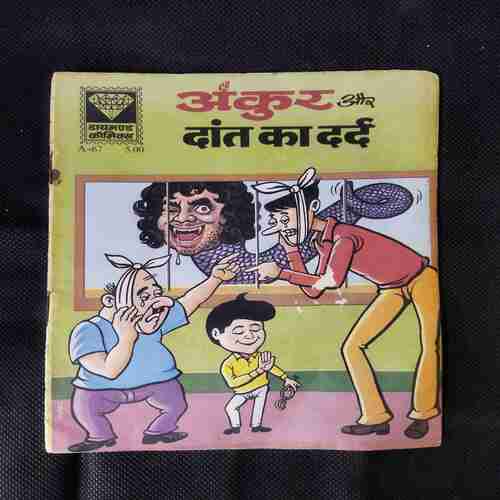 अंकुर और
दांत का दर्द
डायमण्ड
कॉमिक्स
A-67 5.00